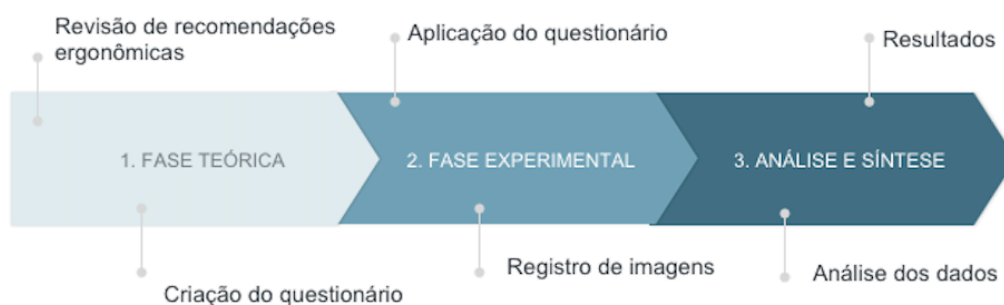 Revisão de recomendações
ergonômicas
Aplicação do questionário
Resultados
1. FASE TEÓRICA
2. FASE EXPERIMENTAL
3. ANÁLISE E SÍNTESE
Criação do questionário
Registro de imagens
Análise dos dados